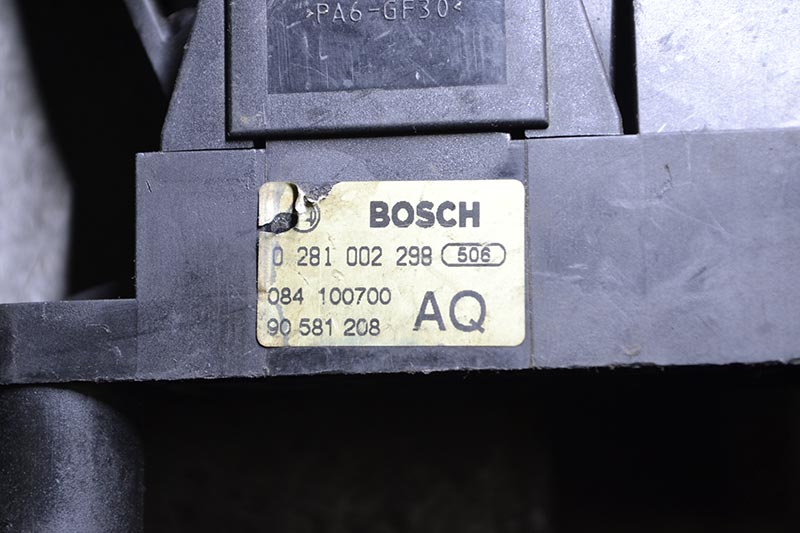 >PA6-GF30<
BOSCH
0 281 002 298 506
084 100700
90 581 208 AQ